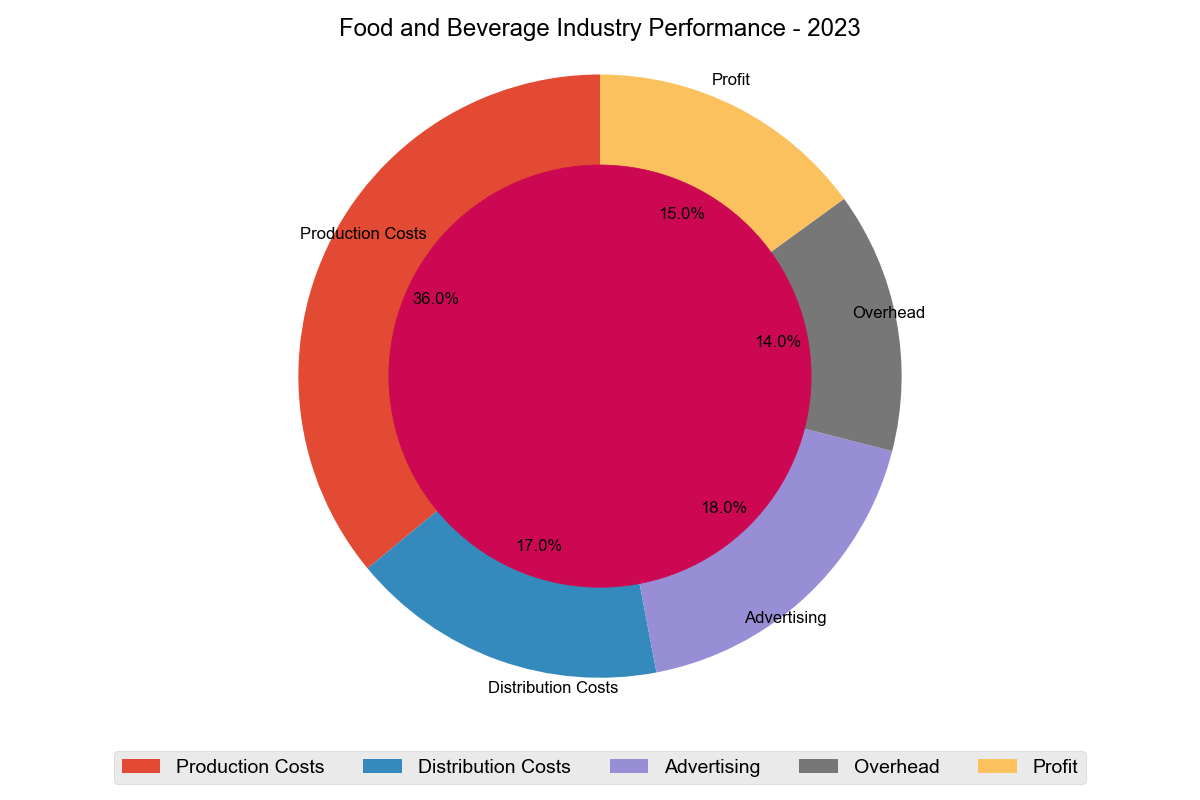 Food and Beverage Industry Performance - 2023
Profit
15.0%
Production Costs
36.0%
Overhead
14.0%
18.0%
17.0%
Advertising
Distribution Costs
Production Costs Distribution Costs Advertising Overhead Profit